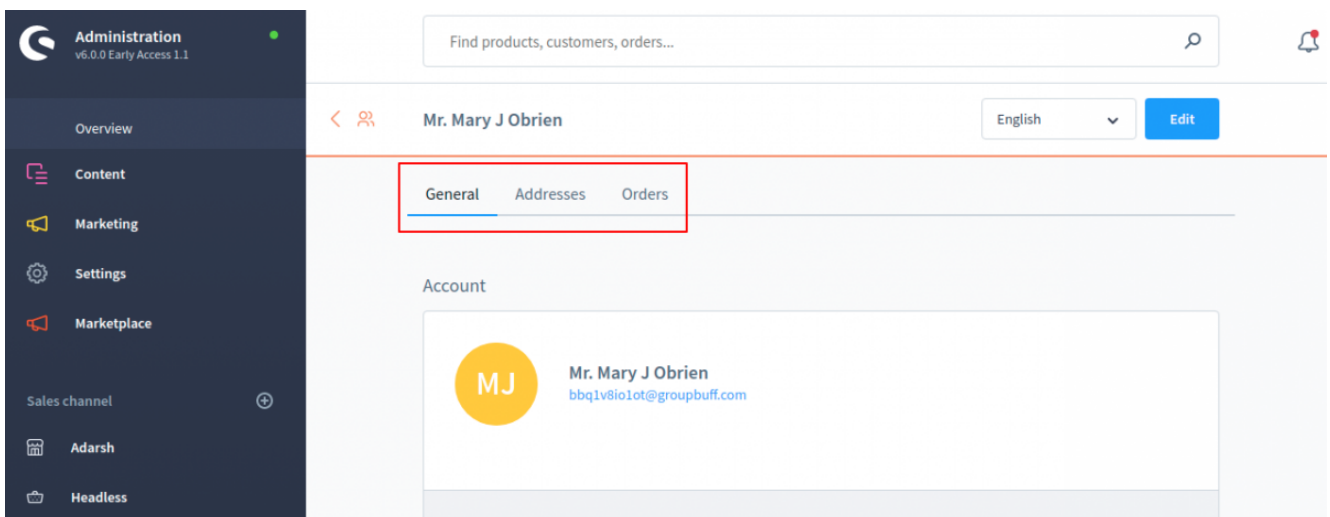 Administration
v6.0.0 Early Access 1.1
Find products, customers, orders...
Overview
Mr. Mary J Obrien
English
Edit
Content
General Addresses Orders
Marketing
Settings
Account
Marketplace
MJ
Mr. Mary J Obrien
bbq1v8io1ot@groupbuff.com
Sales channel
Adarsh
Headless